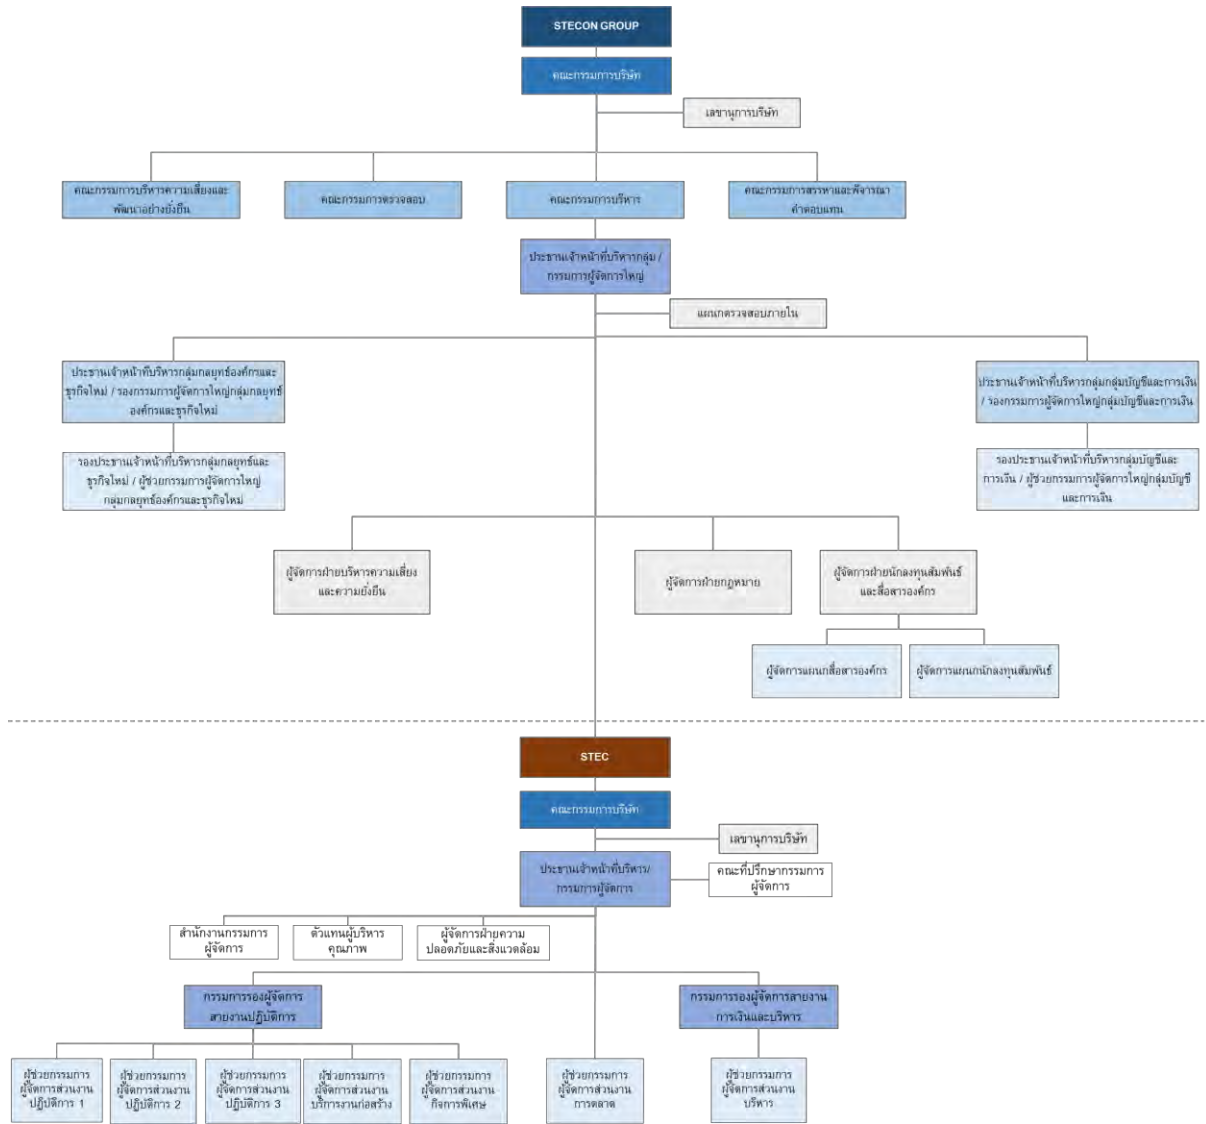 STECON GROUP
คณะกรรมการบริษัท
เลขานุการบริษัท
คณะกรรมการบริหารความเสี่ยงและ
พัฒนาอย่างยั่งยืน
คณะกรรมการตรวจสอบ
คณะกรรมการบริหาร
คณะกรรมการสรรหาและพิจารณา
ค่าตอบแทน
ประธานเจ้าหน้าที่บริหารกลุ่ม /
กรรมการผู้จัดการใหญ่
แผนกตรวจสอบภายใน
ประธานเจ้าหน้าที่บริหารกลุ่มกลยุทธ์องค์กรและ
ธุรกิจใหม่ / รองกรรมการผู้จัดการใหญ่กลุ่มกลยุทธ์
องค์กรและธุรกิจใหม่
ประธานเจ้าหน้าที่บริหารกลุ่มกลุ่มบัญชีและการเงิน
/ รองกรรมการผู้จัดการใหญ่กลุ่มบัญชีและการเงิน
รองประธานเจ้าหน้าที่บริหารกลุ่มกลยุทธ์และ
ธุรกิจใหม่ / ผู้ช่วยกรรมการผู้จัดการใหญ่
กลุ่มกลยุทธ์องค์กรและธุรกิจใหม่
รองประธานเจ้าหน้าที่บริหารกลุ่มบัญชีและ
การเงิน / ผู้ช่วยกรรมการผู้จัดการใหญ่กลุ่มบัญชี
และการเงิน
ผู้จัดการฝ่ายบริหารความเสี่ยง
และความยั่งยืน
ผู้จัดการฝ่ายกฎหมาย
ผู้จัดการฝ่ายนักลงทุนสัมพันธ์
และสื่อสารองค์กร
ผู้จัดการแผนกสื่อสารองค์กร
ผู้จัดการแผนกนักลงทุนสัมพันธ์
STEC
คณะกรรมการบริษัท
เลขานุการบริษัท
ประธานเจ้าหน้าที่บริหาร/
กรรมการผู้จัดการ
คณะที่ปรึกษากรรมการ
ผู้จัดการ
สำนักงานกรรมการ
ผู้จัดการ
ตัวแทนผู้บริหาร
คุณภาพ
ผู้จัดการฝ่ายความ
ปลอดภัยและสิ่งแวดล้อม
กรรมการรองผู้จัดการ
สายงานปฏิบัติการ
กรรมการรองผู้จัดการสายงาน
การเงินและบริหาร
ผู้ช่วยกรรมการ
ผู้จัดการส่วนงาน
ปฏิบัติการ 1
ผู้ช่วยกรรมการ
ผู้จัดการส่วนงาน
ปฏิบัติการ 2
ผู้ช่วยกรรมการ
ผู้จัดการส่วนงาน
ปฏิบัติการ 3
ผู้ช่วยกรรมการ
ผู้จัดการส่วนงาน
บริการงานก่อสร้าง
ผู้ช่วยกรรมการ
ผู้จัดการส่วนงาน
กิจการพิเศษ
ผู้ช่วยกรรมการ
ผู้จัดการส่วนงาน
การตลาด
ผู้ช่วยกรรมการ
ผู้จัดการส่วนงาน
บริหาร